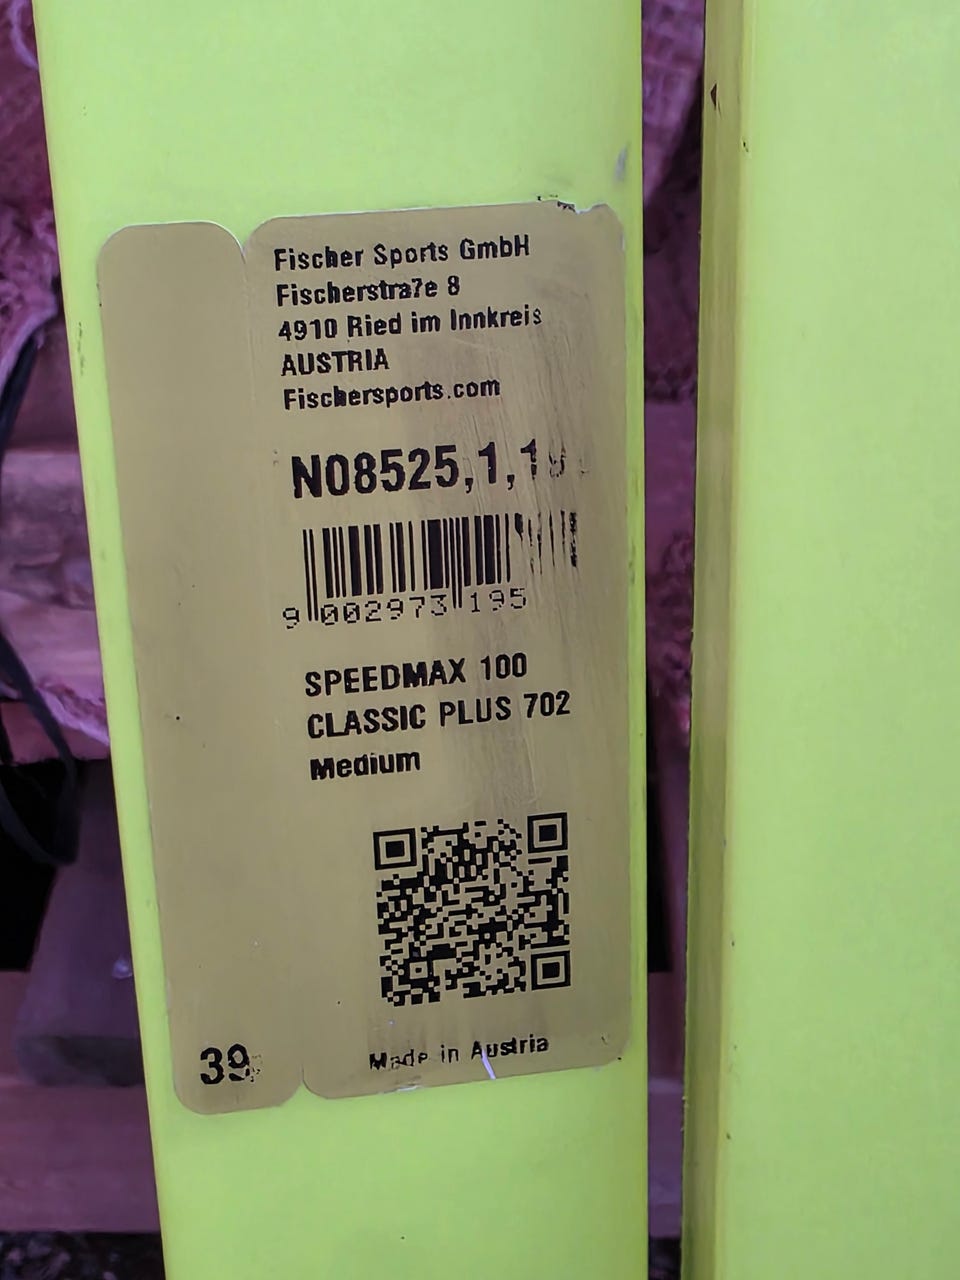 Fischer Sports GmbH
Fischerstra?e 8
4910 Ried im Innkreis
AUSTRIA
Fischersports.com
N08525,1,1
9 002973 195
SPEEDMAX 100
CLASSIC PLUS 702
Medium
39
Made in Austria